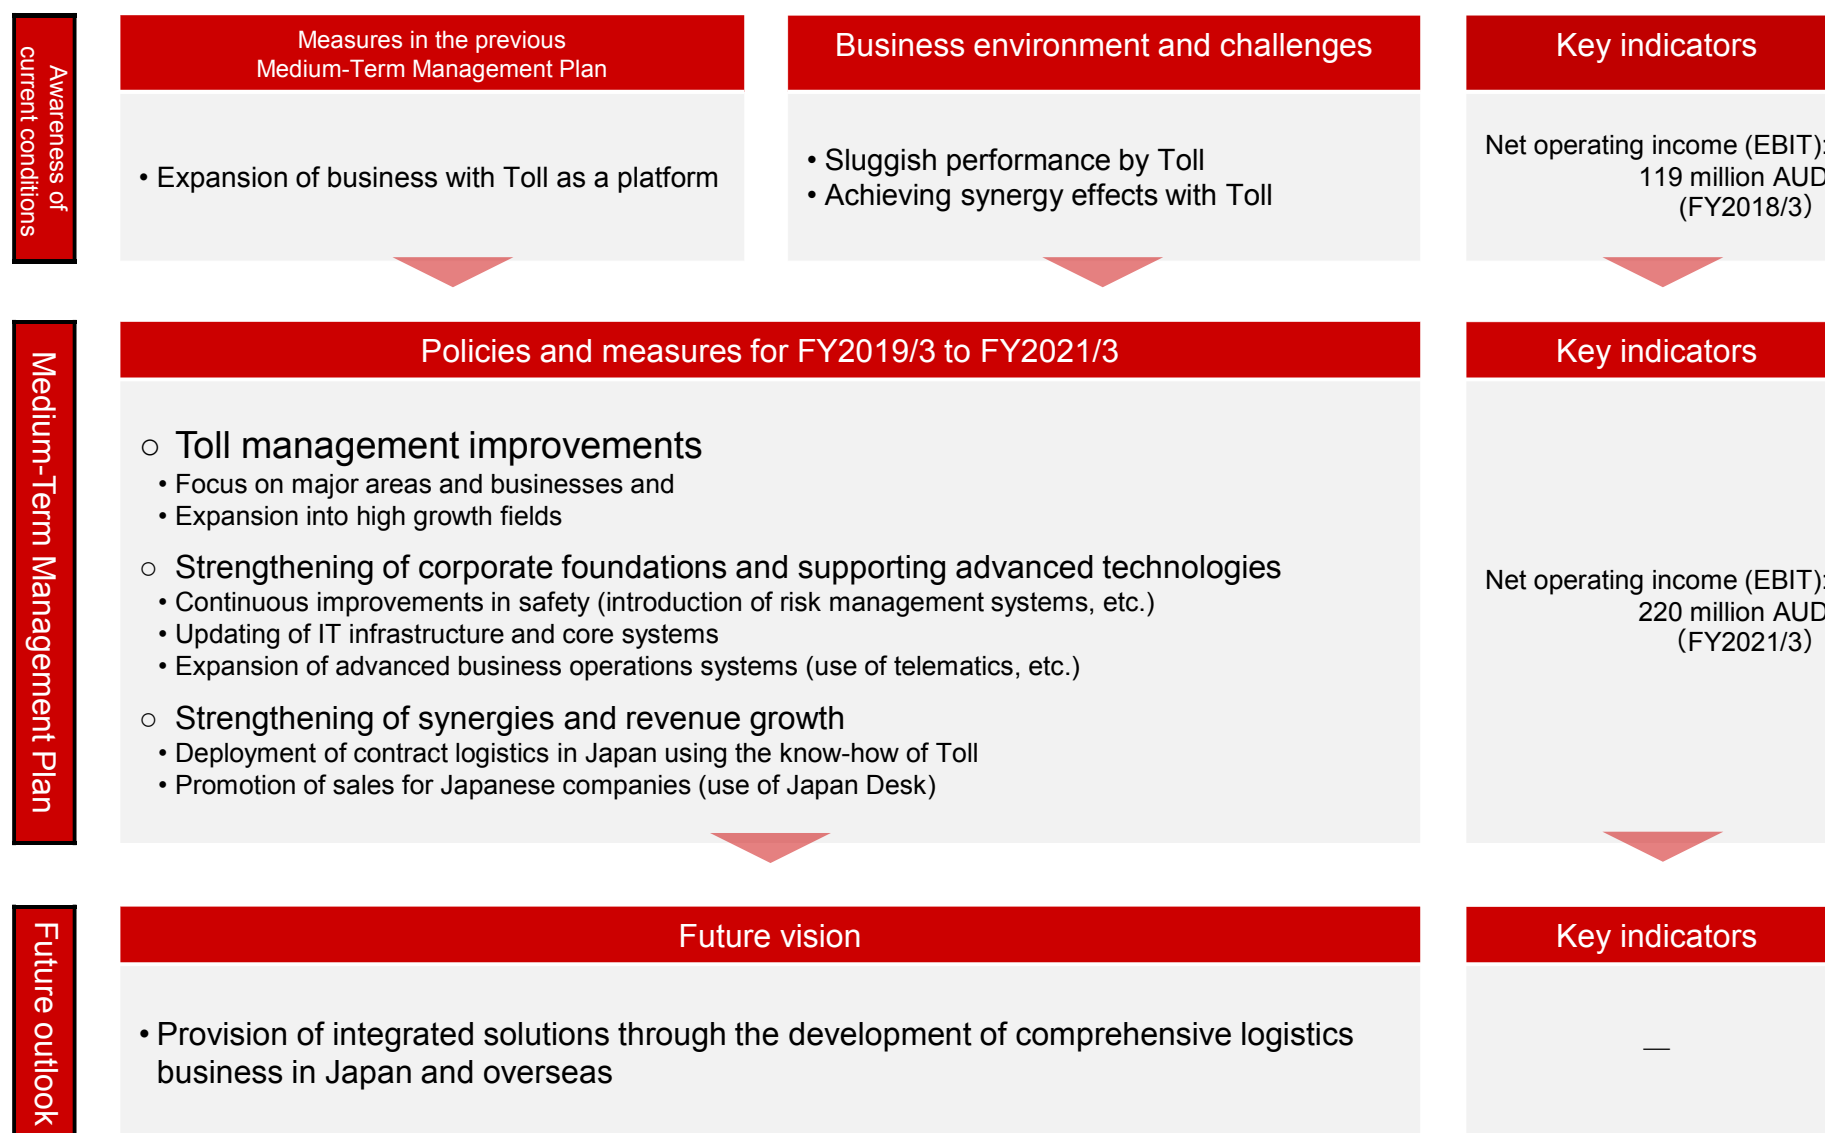 Awareness of
current conditions
Measures in the previous
Medium-Term Management Plan
• Expansion of business with Toll as a platform
Business environment and challenges
• Sluggish performance by Toll
• Achieving synergy effects with Toll
Key indicators
Net operating income (EBIT):
119 million AUD
(FY2018/3)
Medium-Term Management Plan
Policies and measures for FY2019/3 to FY2021/3
○ Toll management improvements
• Focus on major areas and businesses and
• Expansion into high growth fields
○ Strengthening of corporate foundations and supporting advanced technologies
• Continuous improvements in safety (introduction of risk management systems, etc.)
• Updating of IT infrastructure and core systems
• Expansion of advanced business operations systems (use of telematics, etc.)
○ Strengthening of synergies and revenue growth
• Deployment of contract logistics in Japan using the know-how of Toll
• Promotion of sales for Japanese companies (use of Japan Desk)
Key indicators
Net operating income (EBIT):
220 million AUD
(FY2021/3)
Future outlook
Future vision
• Provision of integrated solutions through the development of comprehensive logistics
business in Japan and overseas
Key indicators
—